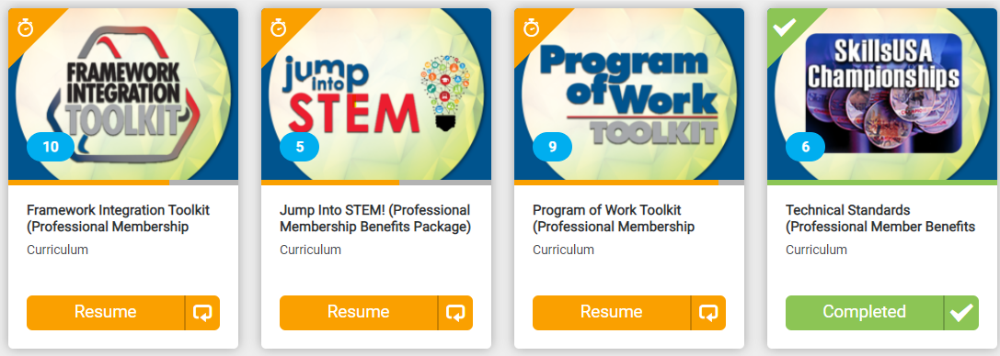 FRAMEWORK
INTEGRATION
TOOLKIT
10
Framework Integration Toolkit
(Professional Membership
Curriculum
Resume
jump
into
STEM
5
Jump Into STEM! (Professional
Membership Benefits Package)
Curriculum
Resume
Program
of Work
TOOLKIT
9
Program of Work Toolkit
(Professional Membership
Curriculum
Resume
SkillsUSA
Championships
6
Technical Standards
(Professional Member Benefits
Curriculum
Completed